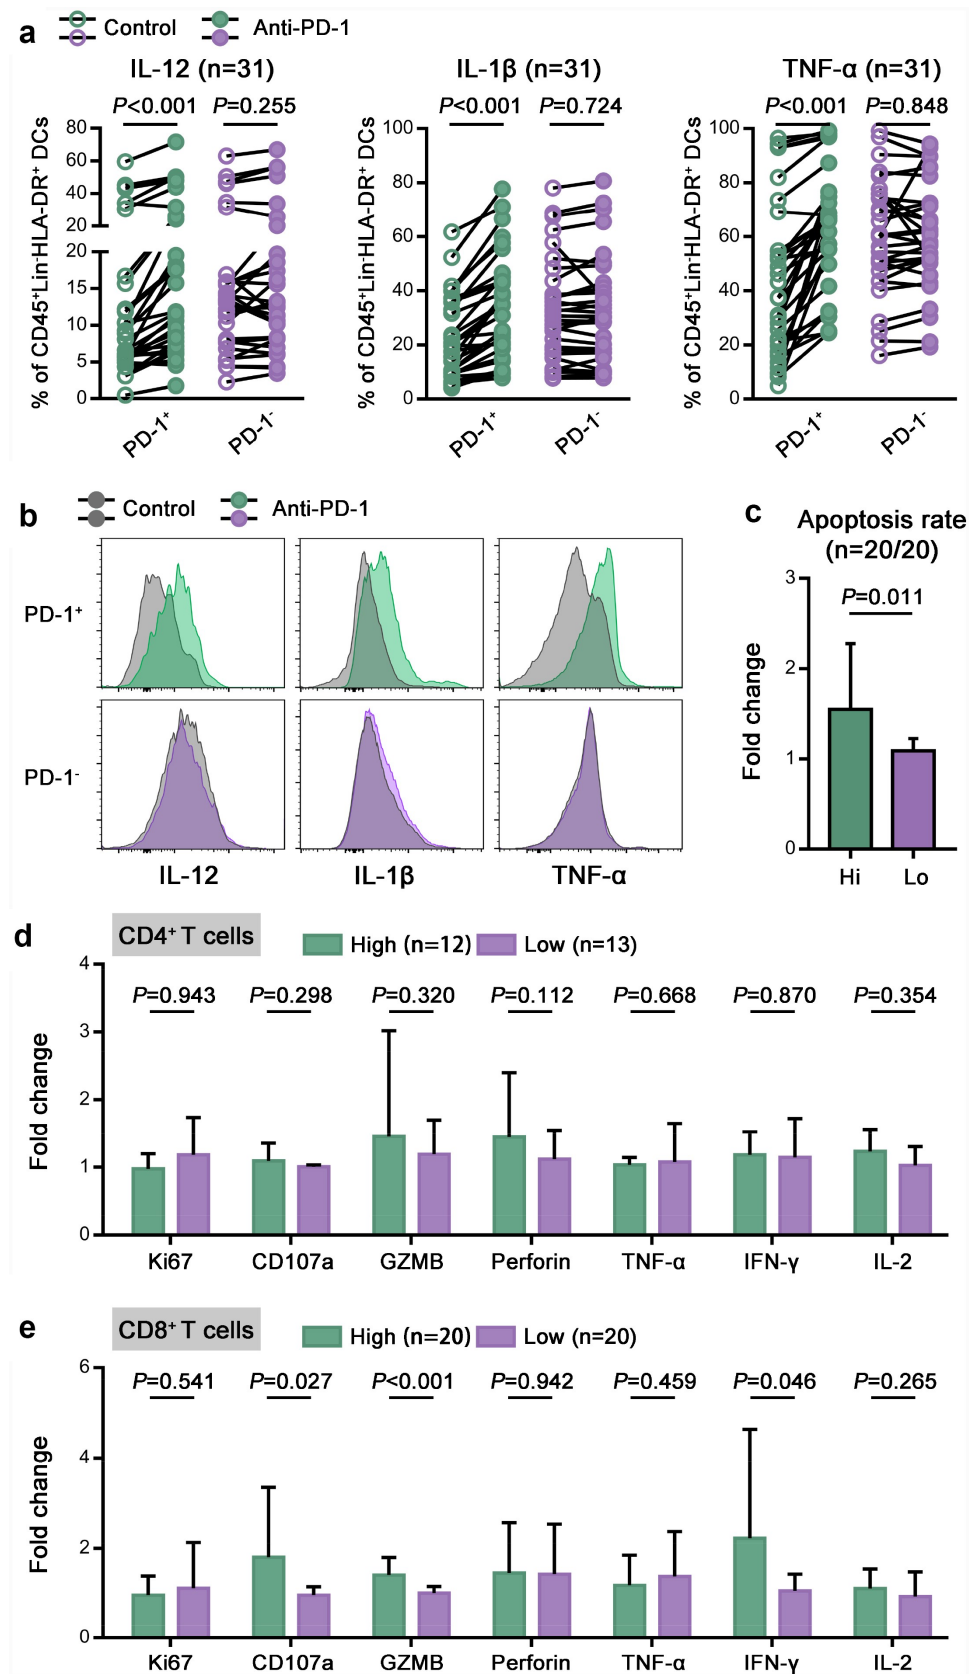 a
Control
Anti-PD-1
IL-12 (n=31)
IL-1β (n=31)
TNF-α (n=31)
P<0.001
P=0.255
P<0.001
P=0.724
P<0.001
P=0.848
% of CD45⁺Lin⁻HLA-DR⁺ DCs
80
60
40
20
20
15
10
5
0
PD-1⁺
PD-1⁻
% of CD45⁺Lin⁻HLA-DR⁺ DCs
100
80
60
40
20
0
PD-1⁺
PD-1⁻
% of CD45⁺Lin⁻HLA-DR⁺ DCs
100
80
60
40
20
0
PD-1⁺
PD-1⁻
b
Control
Anti-PD-1
PD-1⁺
PD-1⁻
IL-12
IL-1β
TNF-α
c
Apoptosis rate
(n=20/20)
P=0.011
Fold change
3
2
1
0
Hi
Lo
d
CD4⁺ T cells
High (n=12)
Low (n=13)
Fold change
4
3
2
1
0
P=0.943
P=0.298
P=0.320
P=0.112
P=0.668
P=0.870
P=0.354
Ki67
CD107a
GZMB
Perforin
TNF-α
IFN-γ
IL-2
e
CD8⁺ T cells
High (n=20)
Low (n=20)
Fold change
6
4
2
0
P=0.541
P=0.027
P<0.001
P=0.942
P=0.459
P=0.046
P=0.265
Ki67
CD107a
GZMB
Perforin
TNF-α
IFN-γ
IL-2